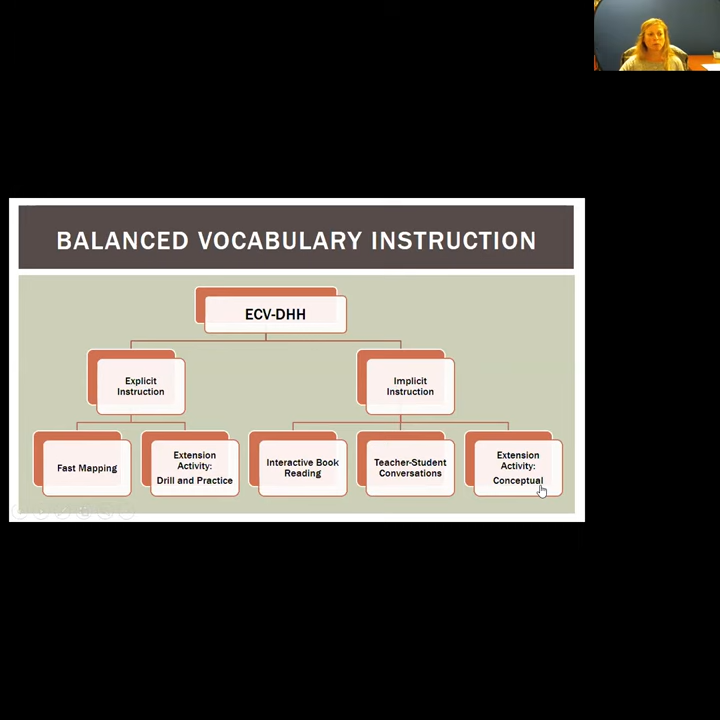 BALANCED VOCABULARY INSTRUCTION
ECV-DHH
Explicit
Instruction
Implicit
Instruction
Fast Mapping
Extension
Activity:
Drill and Practice
Interactive Book
Reading
Teacher-Student
Conversations
Extension
Activity:
Conceptual